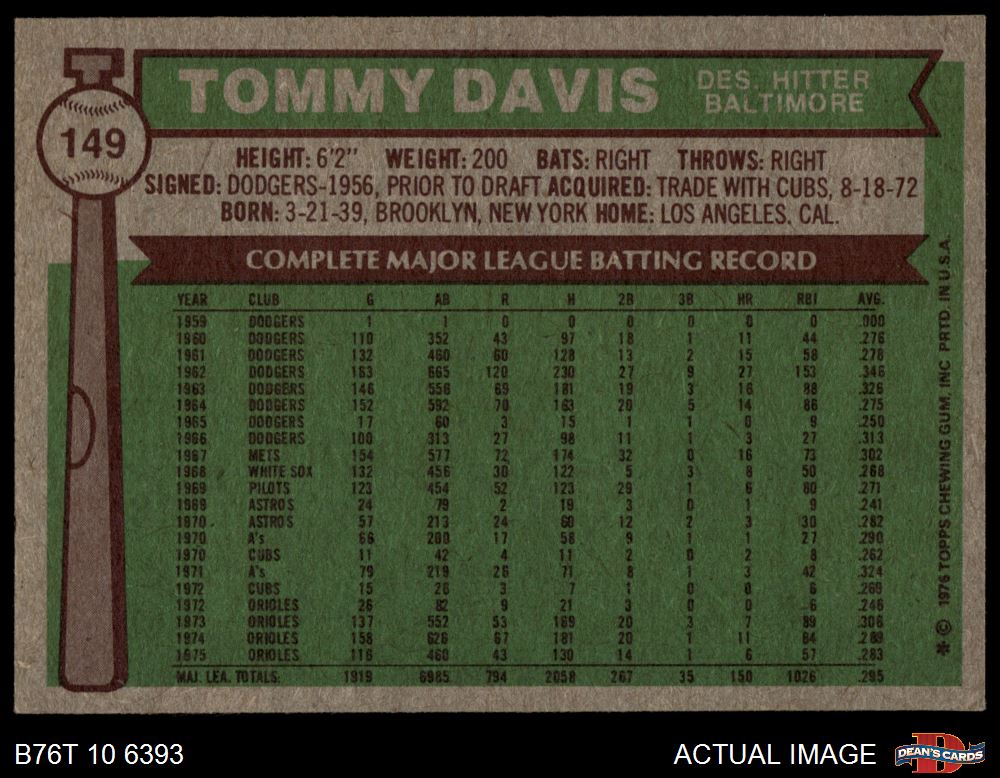 TOMMY DAVIS
DES. HITTER
BALTIMORE
149
HEIGHT: 6'2" WEIGHT: 200 BATS: RIGHT THROWS: RIGHT
SIGNED: DODGERS-1956, PRIOR TO DRAFT ACQUIRED: TRADE WITH CUBS, 8-18-72
BORN: 3-21-39, BROOKLYN, NEW YORK HOME: LOS ANGELES, CAL.
COMPLETE MAJOR LEAGUE BATTING RECORD
YEAR CLUB G AB R H 2B 3B HR RBI AVG.
1959 DODGERS 1 1 0 0 0 0 0 0 .000
1960 DODGERS 110 352 43 97 18 1 11 44 .276
1961 DODGERS 132 460 60 128 13 2 15 58 .278
1962 DODGERS 163 665 120 230 27 9 27 153 .346
1963 DODGERS 146 556 69 181 19 3 16 88 .326
1964 DODGERS 152 592 70 163 20 5 14 86 .275
1965 DODGERS 17 60 3 15 1 1 0 9 .250
1966 DODGERS 100 313 27 98 11 1 3 27 .313
1967 METS 154 577 72 174 32 0 16 73 .302
1968 WHITE SOX 132 456 30 122 5 3 8 50 .268
1969 PILOTS 123 454 52 123 29 1 6 80 .271
1969 ASTROS 24 79 2 19 3 0 1 9 .241
1970 ASTROS 57 213 24 60 12 2 3 30 .282
1970 A's 66 200 17 58 9 1 1 27 .290
1970 CUBS 11 42 4 11 2 0 2 8 .262
1971 A's 79 219 26 71 8 1 3 42 .324
1972 CUBS 15 26 3 7 1 0 0 6 .269
1972 ORIOLES 26 82 9 21 3 0 0 6 .246
1973 ORIOLES 137 552 53 169 20 3 7 89 .306
1974 ORIOLES 158 626 67 181 20 1 11 84 .289
1975 ORIOLES 116 460 43 130 14 1 6 57 .283
MAJ. LEA. TOTALS: 1919 6985 794 2058 267 35 150 1026 .295
* © 1976 TOPPS CHEWING GUM, INC PRTD. IN U.S.A.
B76T 10 6393
ACTUAL IMAGE
DEAN'S CARDS